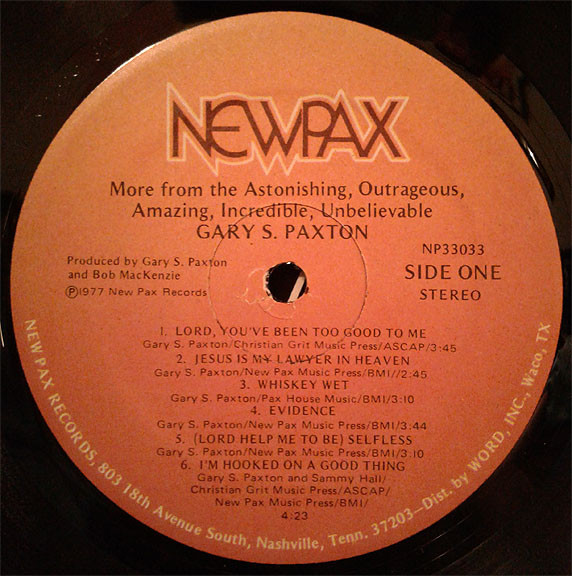 NEWPAX
More from the Astonishing, Outrageous,
Amazing, Incredible, Unbelievable
GARY S. PAXTON
Produced by Gary S. Paxton
and Bob MacKenzie
Ⓟ1977 New Pax Records
NP33033
SIDE ONE
STEREO
1. LORD, YOU'VE BEEN TOO GOOD TO ME
Gary S. Paxton/Christian Grit Music Press/ASCAP/3:45
2. JESUS IS MY LAWYER IN HEAVEN
Gary S. Paxton/New Pax Music Press/BMI//2:45
3. WHISKEY WET
Gary S. Paxton/Pax House Music/BMI/3:10
4. EVIDENCE
Gary S. Paxton/New Pax Music Press/BMI/3:44
5. (LORD HELP ME TO BE) SELFLESS
Gary S. Paxton/New Pax Music Press/BMI/3:10
6. I'M HOOKED ON A GOOD THING
Gary S. Paxton and Sammy Hall/
Christian Grit Music Press/ASCAP/
New Pax Music Press/BMI/
4:23
NEW PAX RECORDS, 803 18th Avenue South, Nashville, Tenn. 37203—Dist. by WORD, INC., Waco, TX